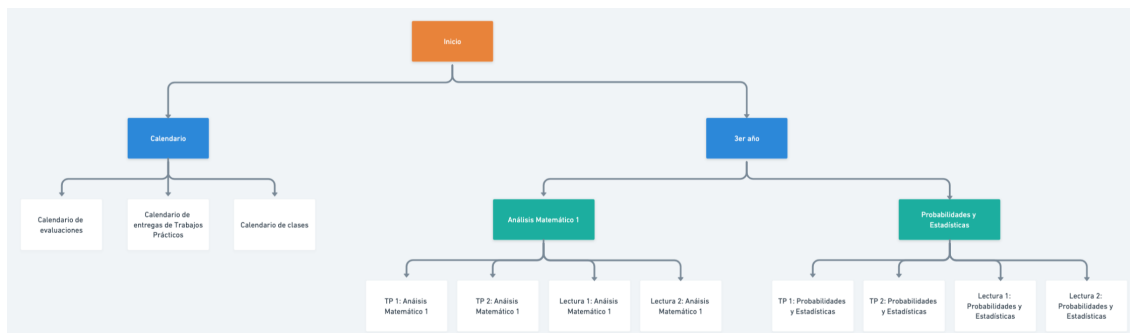 Inicio
Calendario
3er año
Calendario de
evaluaciones
Calendario de
entregas de Trabajos
Prácticos
Calendario de clases
Análisis Matemático 1
Probabilidades y
Estadísticas
TP 1: Anáisis
Matemático 1
TP 2: Anáisis
Matemático 1
Lectura 1: Anáisis
Matemático 1
Lectura 2: Anáisis
Matemático 1
TP 1: Probabilidades
y Estadísticas
TP 2: Probabilidades
y Estadísticas
Lectura 1:
Probabilidades y
Estadísticas
Lectura 2:
Probabilidades y
Estadísticas